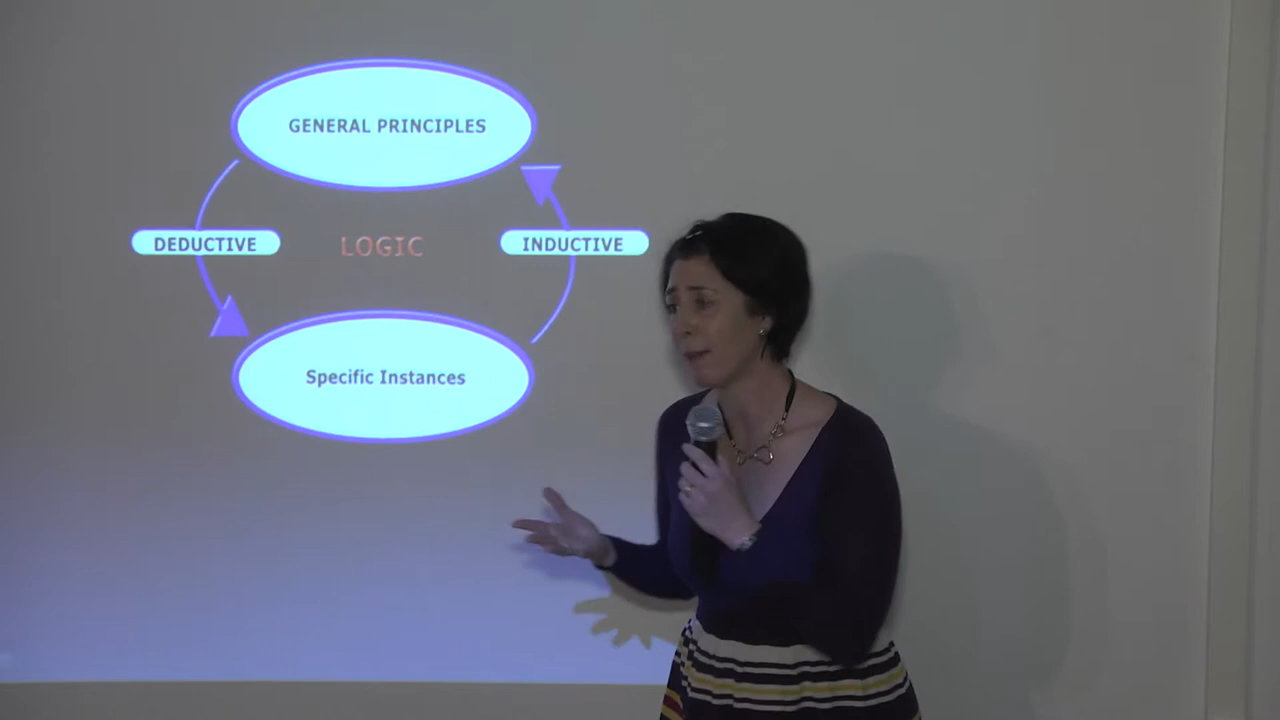 GENERAL PRINCIPLES
DEDUCTIVE
LOGIC
INDUCTIVE
Specific Instances